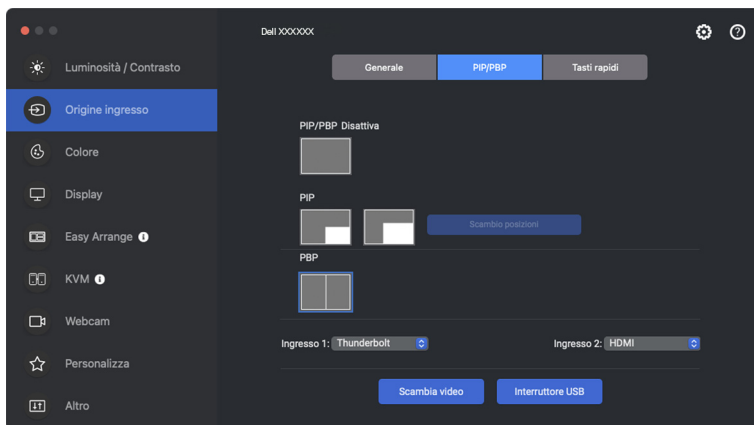 Dell XXXXXX
Luminosità / Contrasto
Origine ingresso
Colore
Display
Easy Arrange
KVM
Webcam
Personalizza
Altro
Generale
PIP/PBP
Tasti rapidi
PIP/PBP Disattiva
PIP
Scambio posizioni
PBP
Ingresso 1: Thunderbolt
Ingresso 2: HDMI
Scambia video
Interruttore USB